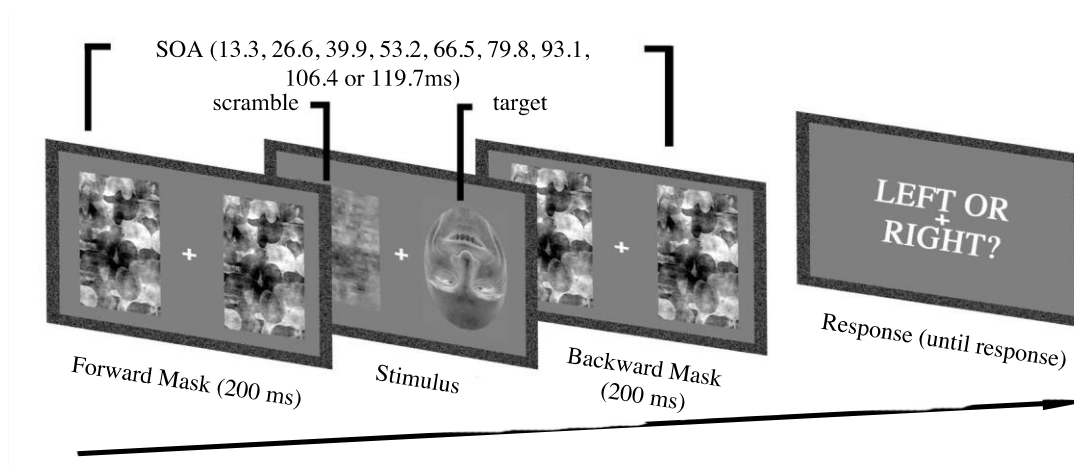 SOA (13.3, 26.6, 39.9, 53.2, 66.5, 79.8, 93.1,
106.4 or 119.7ms)
scramble
target
LEFT OR
RIGHT?
Forward Mask (200 ms)
Stimulus
Backward Mask
(200 ms)
Response (until response)